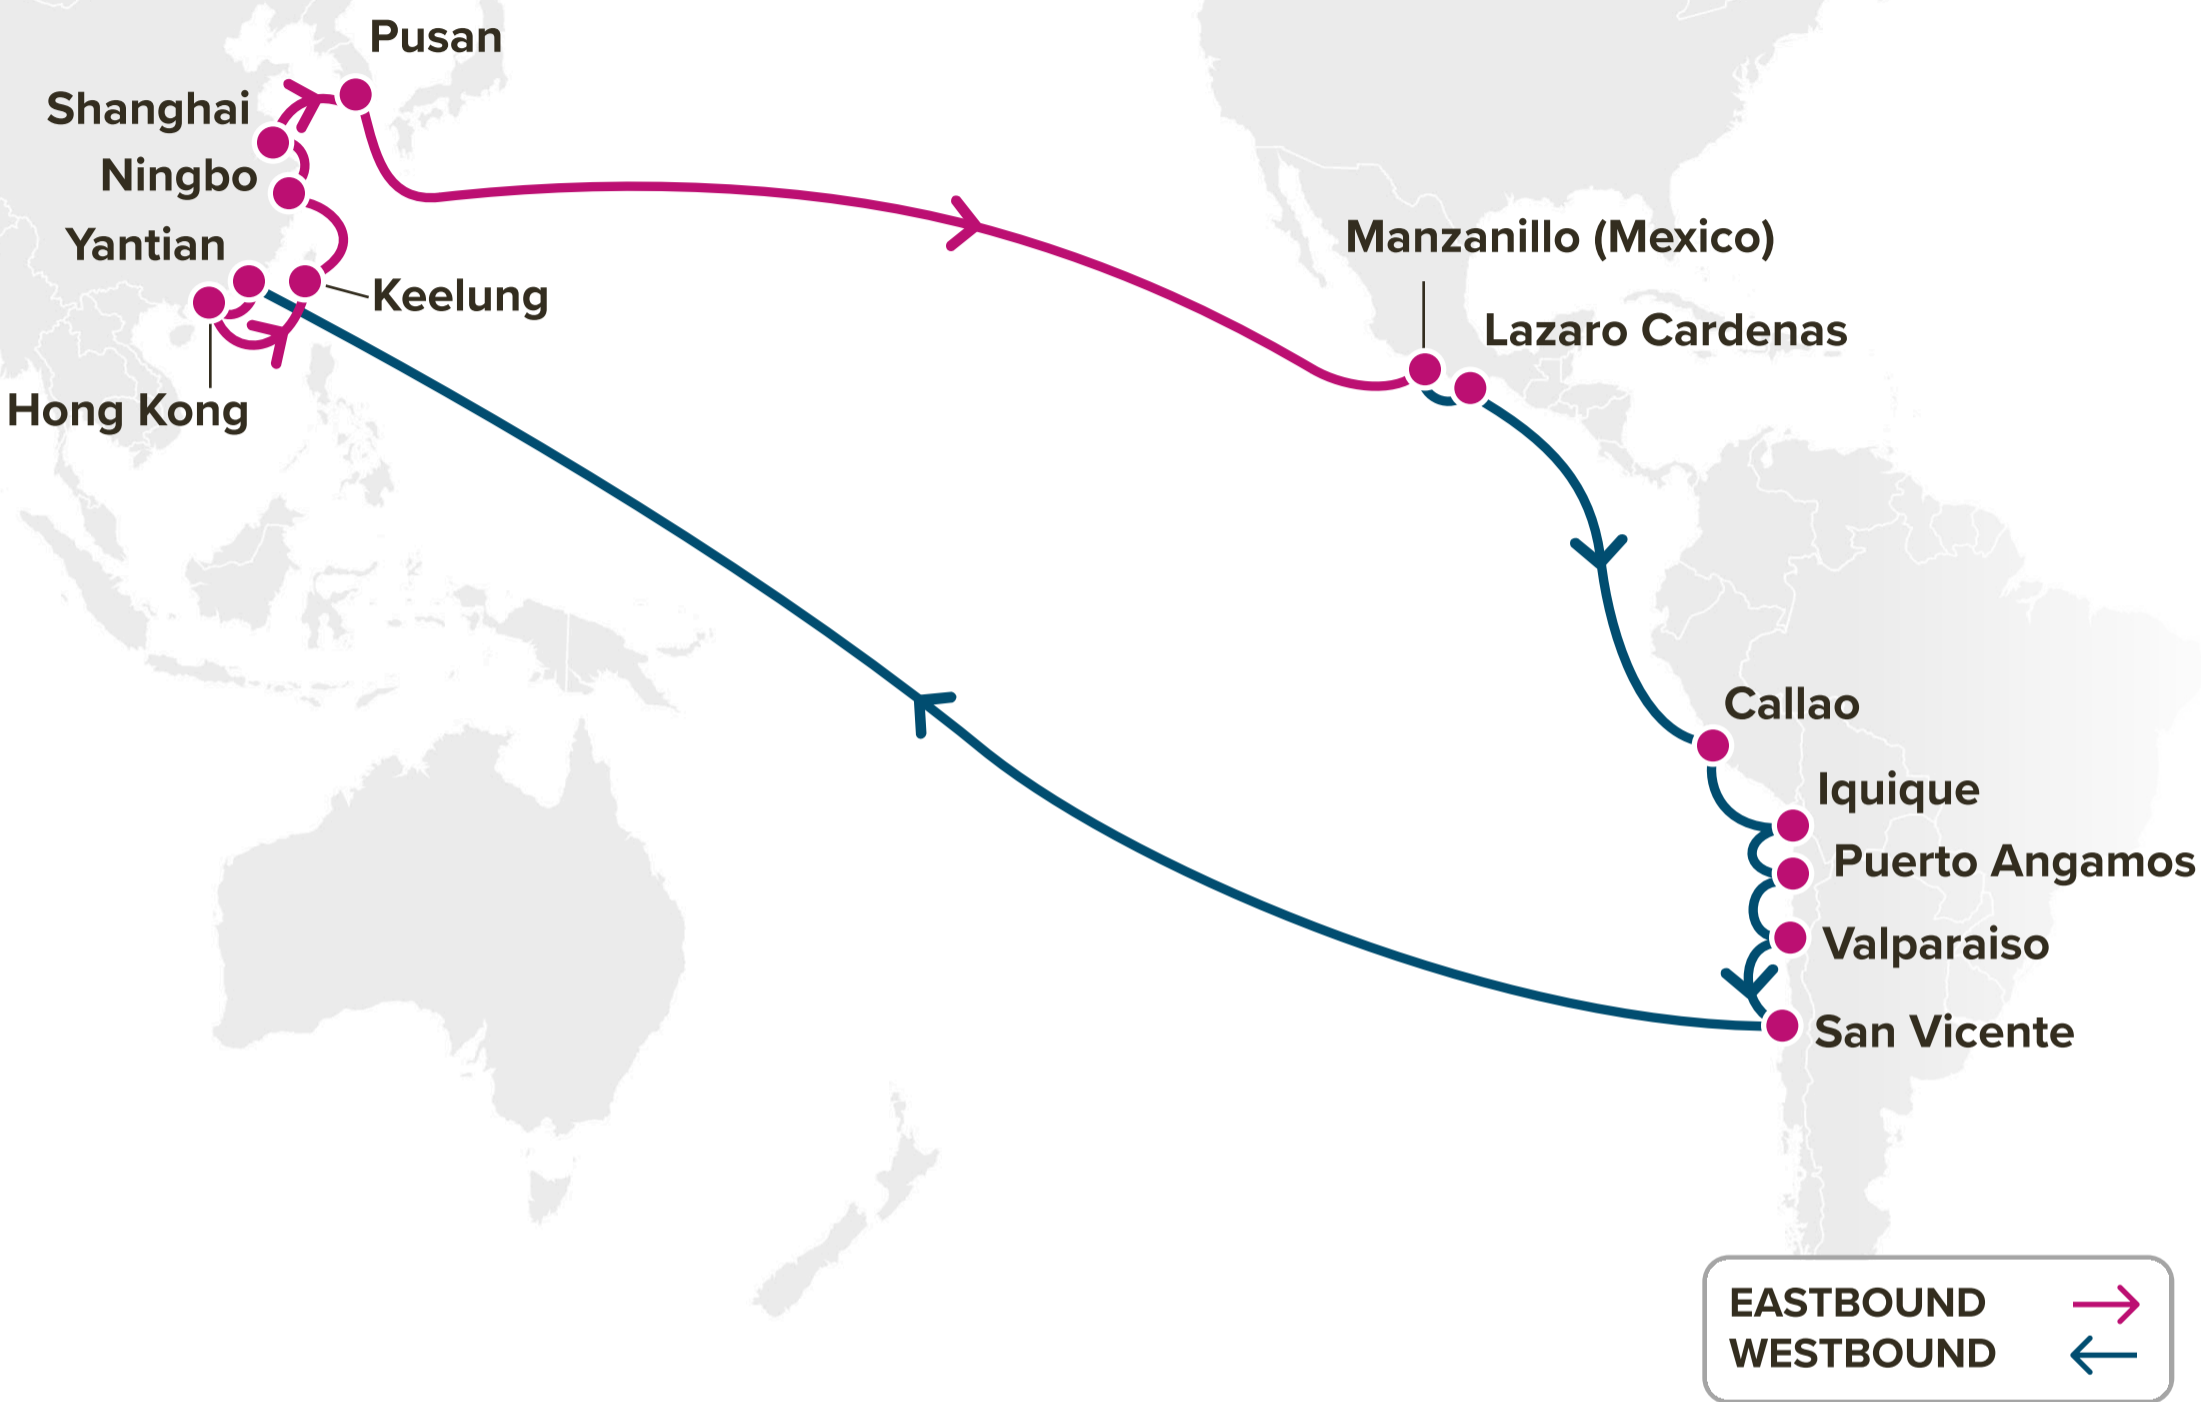 Pusan
Shanghai
Ningbo
Yantian
Keelung
Hong Kong
Manzanillo (Mexico)
Lazaro Cardenas
Callao
Iquique
Puerto Angamos
Valparaiso
San Vicente
EASTBOUND
WESTBOUND